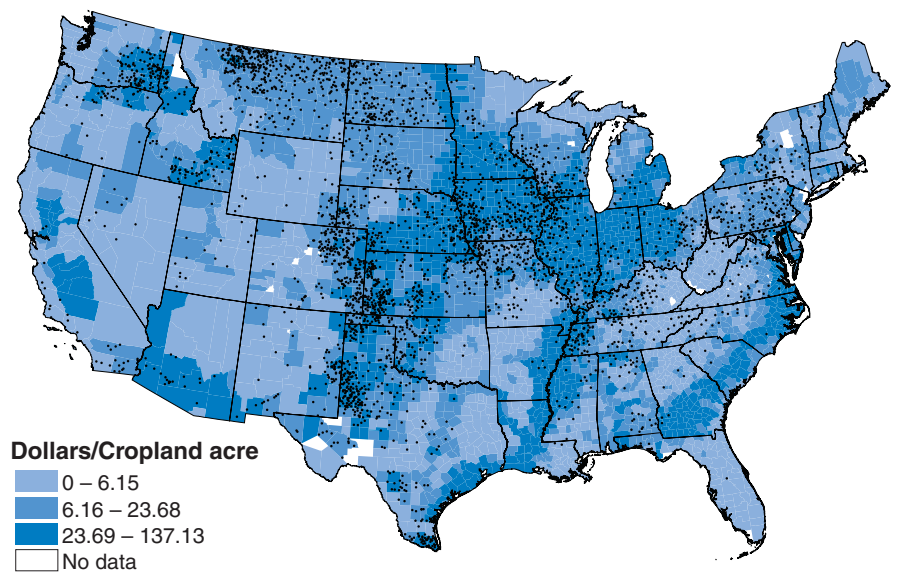 Dollars/Cropland acre
0 – 6.15
6.16 – 23.68
23.69 – 137.13
No data